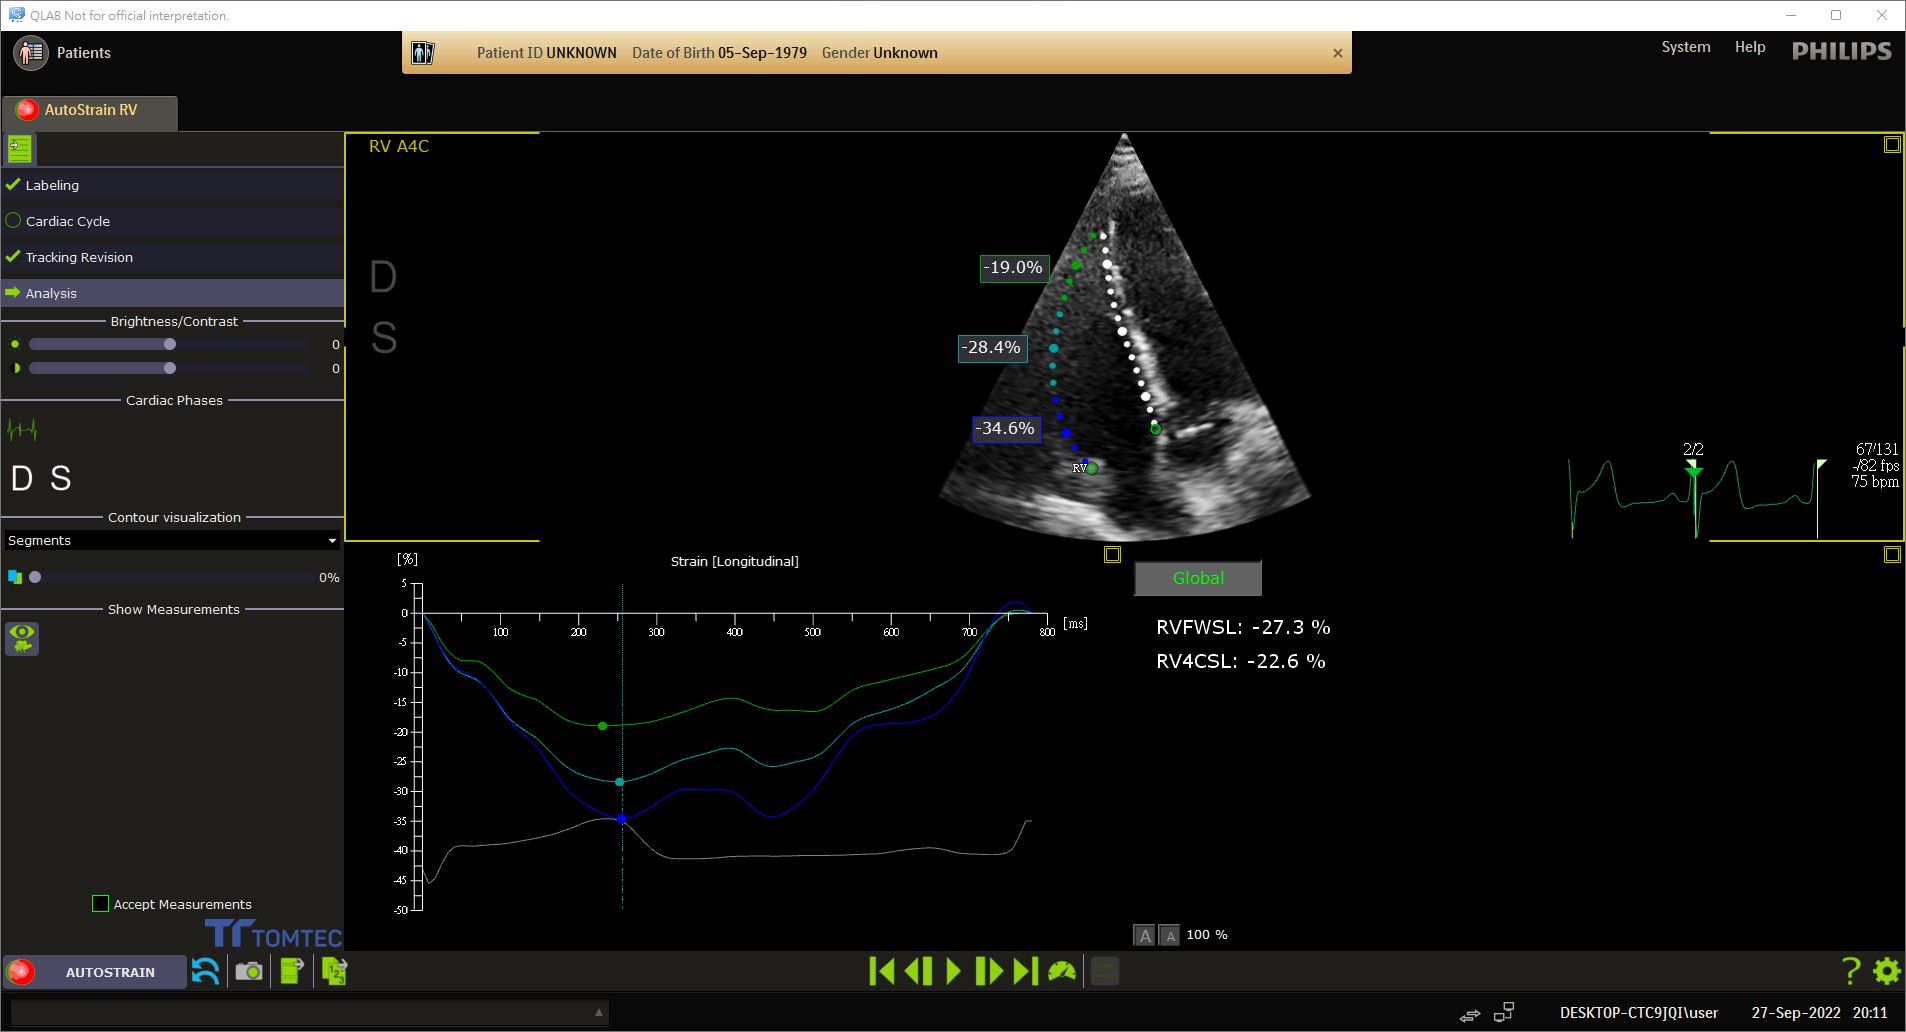 QLAB Not for official interpretation.
Patients
Patient ID UNKNOWN Date of Birth 05-Sep-1979 Gender Unknown
System Help PHILIPS
AutoStrain RV
RV A4C
Labeling
Cardiac Cycle
Tracking Revision
Analysis
Brightness/Contrast
0
0
Cardiac Phases
D S
Contour visualization
Segments
0%
Show Measurements
Accept Measurements
TOMTEC
AUTOSTRAIN
D
S
-19.0%
-28.4%
-34.6%
RV
2/2
67/131
-/82 fps
75 bpm
[%]
Strain [Longitudinal]
5
0
-5
-10
-15
-20
-25
-30
-35
-40
-45
-50
100 200 300 400 500 600 700 800 [ms]
Global
RVFWSL: -27.3 %
RV4CSL: -22.6 %
A A 100 %
?
DESKTOP-CTC9JQI\user 27-Sep-2022 20:11